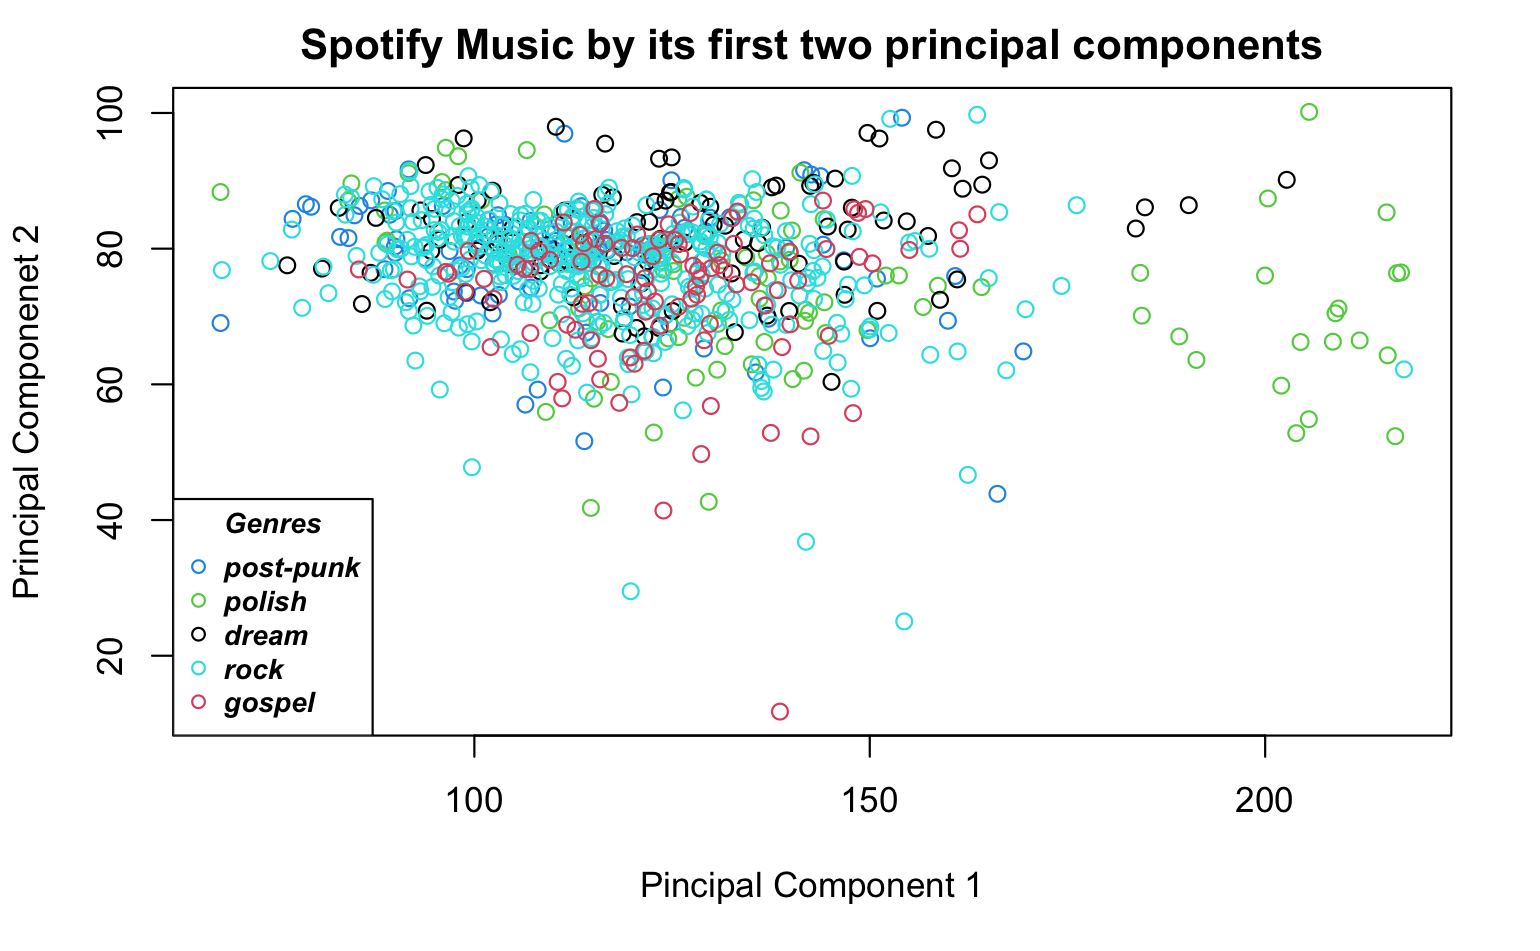 Spotify Music by its first two principal components
Principal Componenet 2
100
80
60
40
20
Genres
post-punk
polish
dream
rock
gospel
100 150 200
Pincipal Component 1